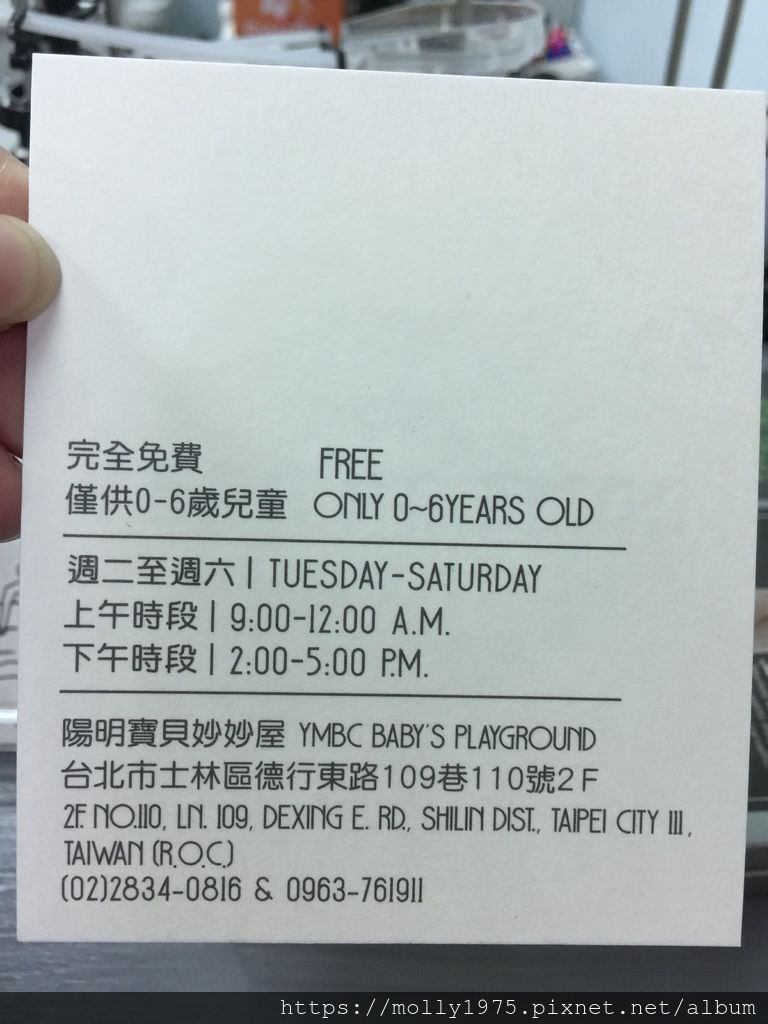 完全免費 FREE
僅供0-6歲兒童 ONLY 0~6YEARS OLD
週二至週六 | TUESDAY-SATURDAY
上午時段 | 9:00-12:00 A.M.
下午時段 | 2:00-5:00 P.M.
陽明寶貝妙妙屋 YMBC BABY'S PLAYGROUND
台北市士林區德行東路109巷110號2F
2F. NO.110, LN. 109, DEXING E. RD., SHILIN DIST., TAIPEI CITY 111,
TAIWAN (R.O.C.)
(02)2834-0816 & 0963-761911
https://molly1975.pixnet.net/album